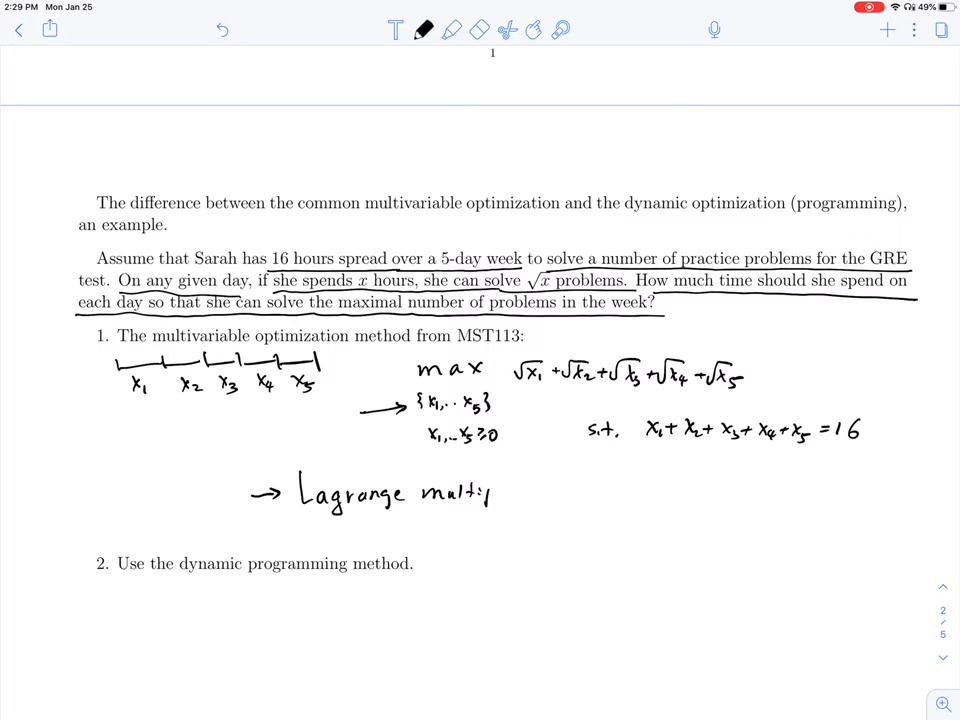 2:29 PM Mon Jan 25
49%
T
1
The difference between the common multivariable optimization and the dynamic optimization (programming),
an example.
Assume that Sarah has 16 hours spread over a 5-day week to solve a number of practice problems for the GRE
test. On any given day, if she spends x hours, she can solve √x problems. How much time should she spend on
each day so that she can solve the maximal number of problems in the week?
1. The multivariable optimization method from MST113:
x₁ x₂ x₃ x₄ x₅
max √x₁ + √x₂ + √x₃ + √x₄ + √x₅
→ {x₁,.. x₅}
x₁,.. x₅ ≥ 0
s.t. x₁ + x₂ + x₃ + x₄ + x₅ = 16
→ Lagrange multip
2. Use the dynamic programming method.
2
/
5